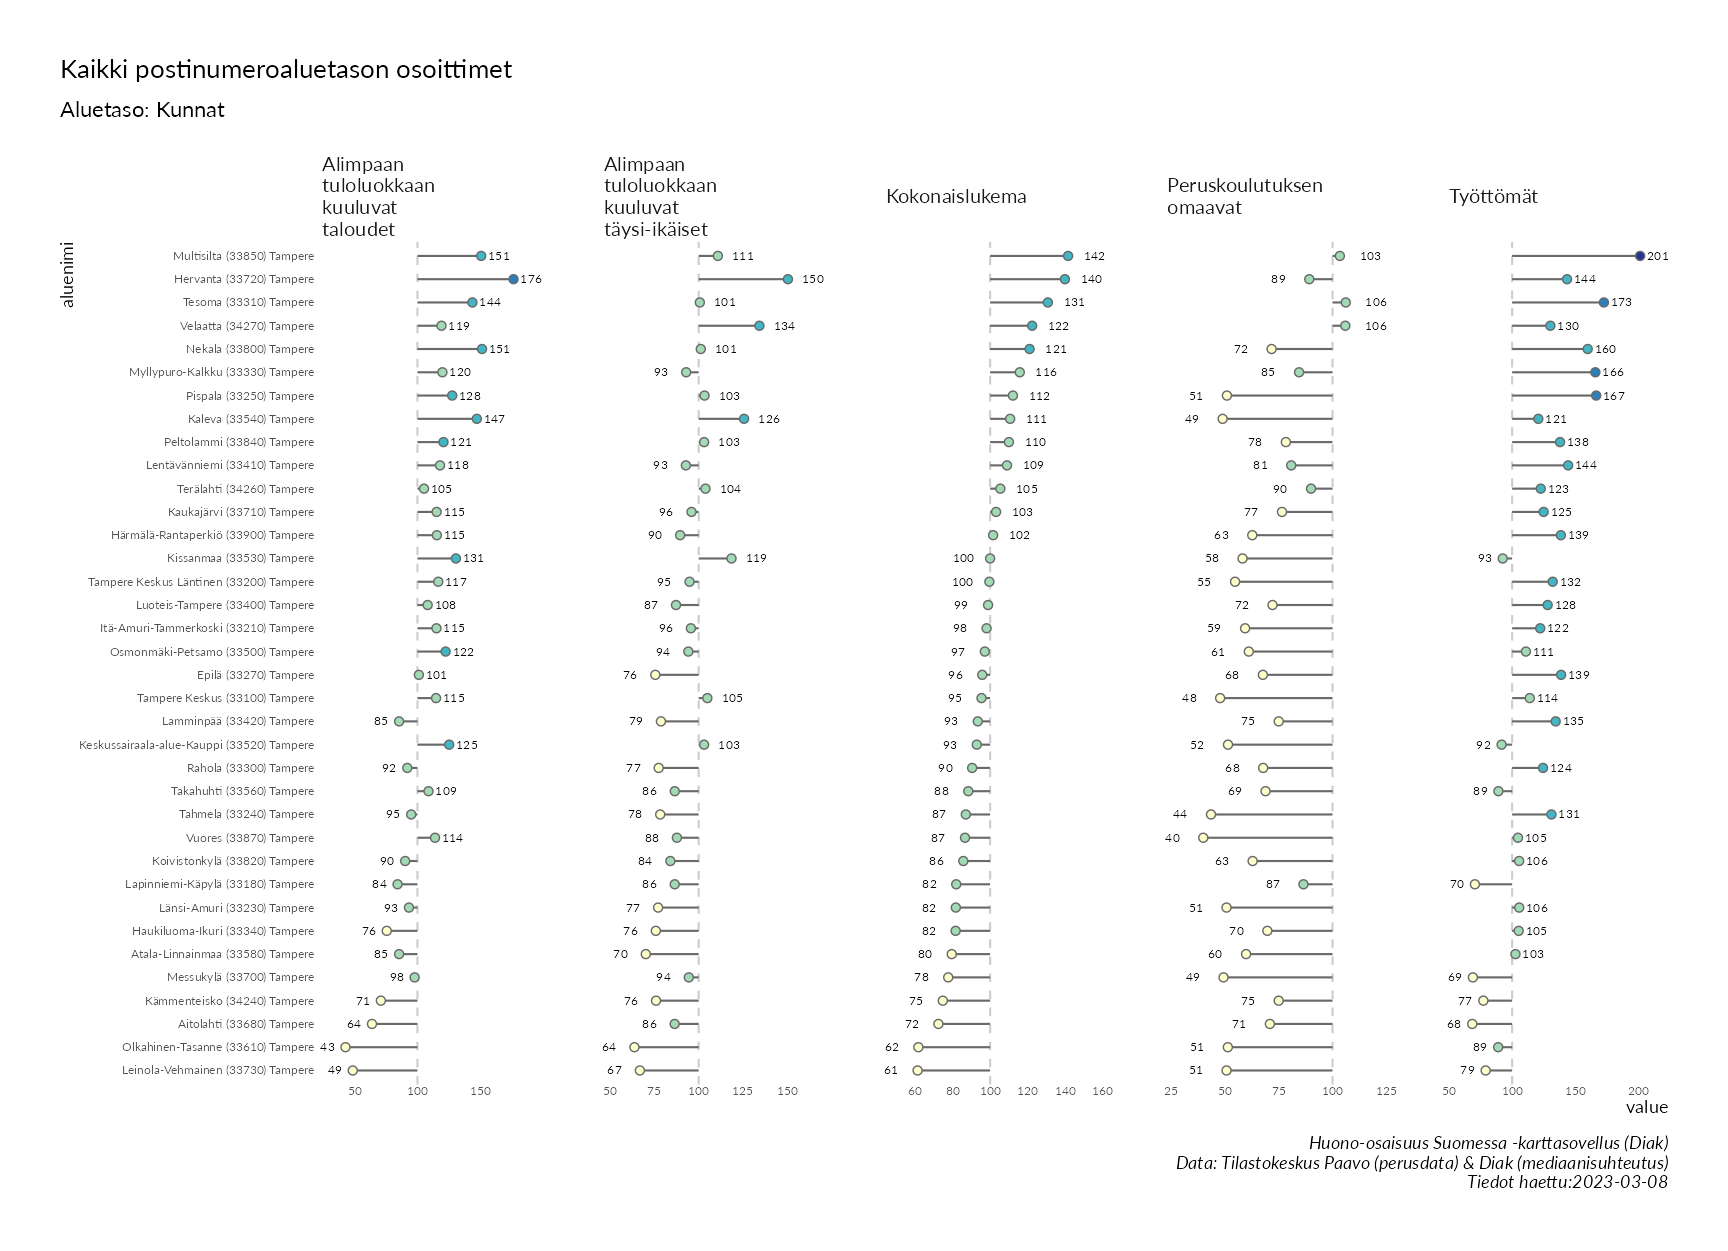 Kaikki postinumeroaluetason osoittimet
Aluetaso: Kunnat
Alimpaan
tuloluokkaan
kuuluvat
taloudet
Alimpaan
tuloluokkaan
kuuluvat
täysi-ikäiset
Kokonaislukema
Peruskoulutuksen
omaavat
Työttömät
aluenimi
Multisilta (33850) Tampere 151 111 142 103 201
Hervanta (33720) Tampere 176 150 140 89 144
Tesoma (33310) Tampere 144 101 131 106 173
Velaatta (34270) Tampere 119 134 122 106 130
Nekala (33800) Tampere 151 101 121 72 160
Myllypuro-Kalkku (33330) Tampere 120 93 116 85 166
Pispala (33250) Tampere 128 103 112 51 167
Kaleva (33540) Tampere 147 126 111 49 121
Peltolammi (33840) Tampere 121 103 110 78 138
Lentävänniemi (33410) Tampere 118 93 109 81 144
Terälahti (34260) Tampere 105 104 105 90 123
Kaukajärvi (33710) Tampere 115 96 103 77 125
Härmälä-Rantaperkiö (33900) Tampere 115 90 102 63 139
Kissanmaa (33530) Tampere 131 119 100 58 93
Tampere Keskus Läntinen (33200) Tampere 117 95 100 55 132
Luoteis-Tampere (33400) Tampere 108 87 99 72 128
Itä-Amuri-Tammerkoski (33210) Tampere 115 96 98 59 122
Osmonmäki-Petsamo (33500) Tampere 122 94 97 61 111
Epilä (33270) Tampere 101 76 96 68 139
Tampere Keskus (33100) Tampere 115 105 95 48 114
Lamminpää (33420) Tampere 85 79 93 75 135
Keskussairaala-alue-Kauppi (33520) Tampere 125 103 93 52 92
Rahola (33300) Tampere 92 77 90 68 124
Takahuhti (33560) Tampere 109 86 88 69 89
Tahmela (33240) Tampere 95 78 87 44 131
Vuores (33870) Tampere 114 88 87 40 105
Koivistonkylä (33820) Tampere 90 84 86 63 106
Lapinniemi-Käpylä (33180) Tampere 84 86 82 87 70
Länsi-Amuri (33230) Tampere 93 77 82 51 106
Haukiluoma-Ikuri (33340) Tampere 76 76 82 70 105
Atala-Linnainmaa (33580) Tampere 85 70 80 60 103
Messukylä (33700) Tampere 98 94 78 49 69
Kämmenteisko (34240) Tampere 71 76 75 75 77
Aitolahti (33680) Tampere 64 86 72 71 68
Olkahinen-Tasanne (33610) Tampere 43 64 62 51 89
Leinola-Vehmainen (33730) Tampere 49 67 61 51 79
50 100 150 50 75 100 125 150 60 80 100 120 140 160 25 50 75 100 125 50 100 150 200
value
Huono-osaisuus Suomessa -karttasovellus (Diak)
Data: Tilastokeskus Paavo (perusdata) & Diak (mediaanisuhteutus)
Tiedot haettu:2023-03-08